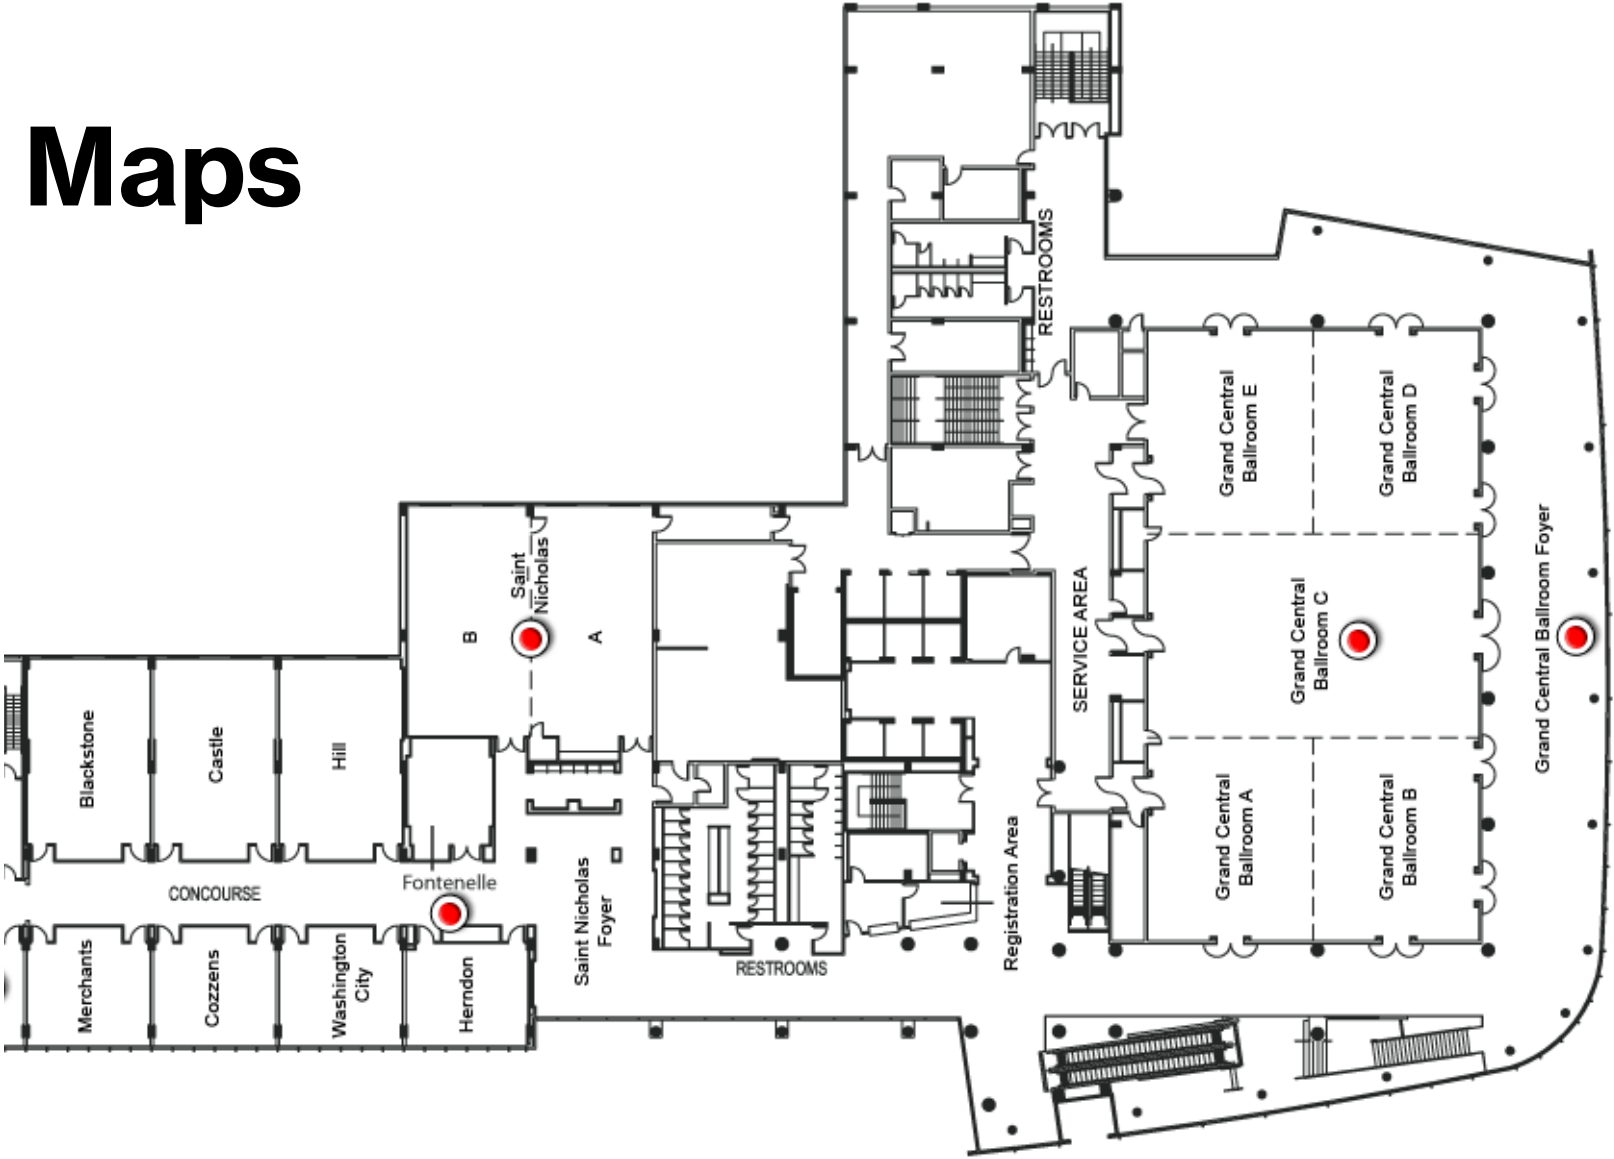 Maps
RESTROOMS
Grand Central
Ballroom E
Grand Central
Ballroom D
Saint
Nicholas
B
A
SERVICE AREA
Grand Central
Ballroom C
Grand Central Ballroom Foyer
Blackstone
Castle
Hill
Grand Central
Ballroom A
Grand Central
Ballroom B
Fontenelle
CONCOURSE
Saint Nicholas
Foyer
Registration Area
RESTROOMS
Merchants
Cozzens
Washington
City
Herndon